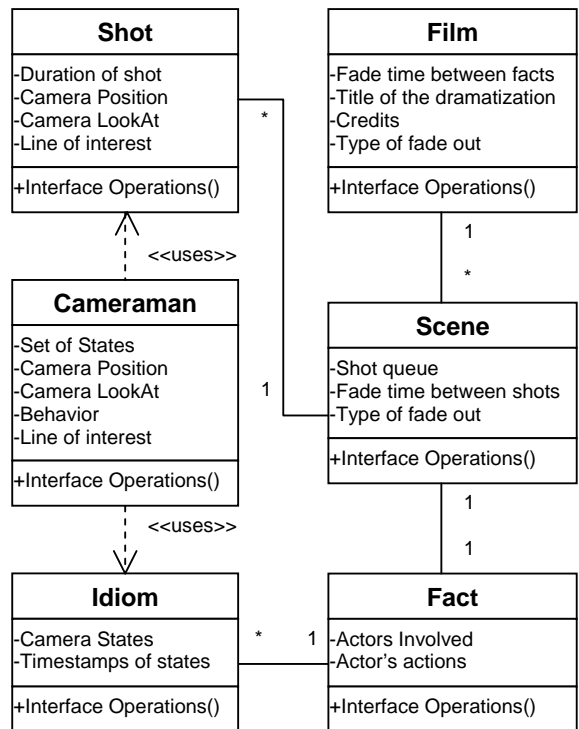 Shot
-Duration of shot
-Camera Position
-Camera LookAt
-Line of interest
+Interface Operations()
Film
-Fade time between facts
-Title of the dramatization
-Credits
-Type of fade out
+Interface Operations()
*
1
*
<<uses>>
Cameraman
-Set of States
-Camera Position
-Camera LookAt
-Behavior
-Line of interest
+Interface Operations()
1
Scene
-Shot queue
-Fade time between shots
-Type of fade out
+Interface Operations()
1
1
<<uses>>
Idiom
-Camera States
-Timestamps of states
+Interface Operations()
* 1
Fact
-Actors Involved
-Actor's actions
+Interface Operations()